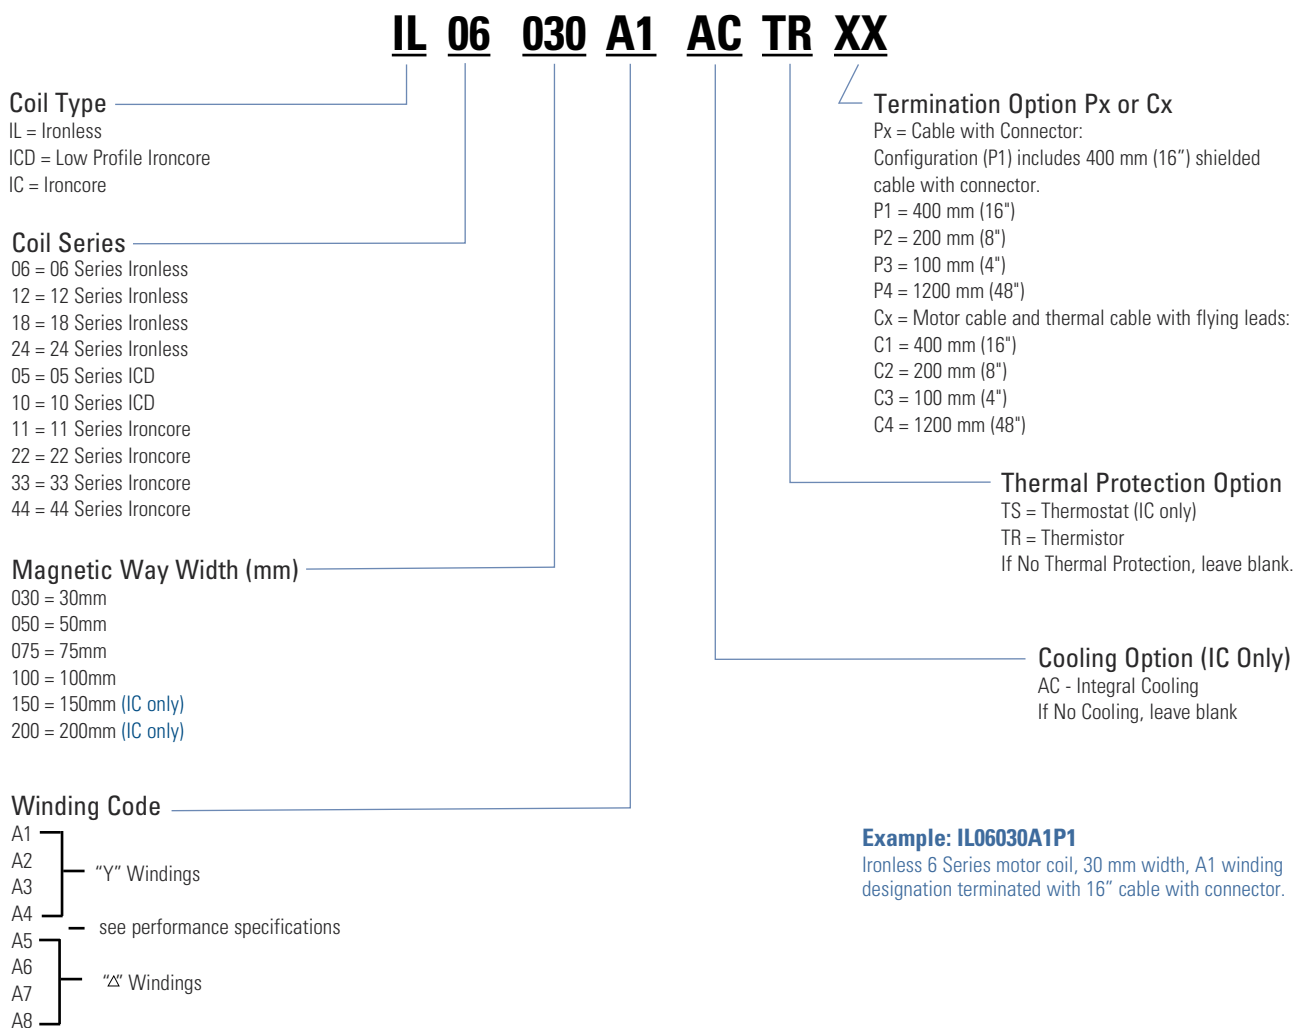 IL 06 030 A1 AC TR XX
Coil Type
IL = Ironless
ICD = Low Profile Ironcore
IC = Ironcore
Coil Series
06 = 06 Series Ironless
12 = 12 Series Ironless
18 = 18 Series Ironless
24 = 24 Series Ironless
05 = 05 Series ICD
10 = 10 Series ICD
11 = 11 Series Ironcore
22 = 22 Series Ironcore
33 = 33 Series Ironcore
44 = 44 Series Ironcore
Magnetic Way Width (mm)
030 = 30mm
050 = 50mm
075 = 75mm
100 = 100mm
150 = 150mm (IC only)
200 = 200mm (IC only)
Winding Code
A1
A2
A3
A4
"Y" Windings
see performance specifications
A5
A6
A7
A8
"Δ" Windings
Termination Option Px or Cx
Px = Cable with Connector:
Configuration (P1) includes 400 mm (16”) shielded
cable with connector.
P1 = 400 mm (16")
P2 = 200 mm (8")
P3 = 100 mm (4")
P4 = 1200 mm (48")
Cx = Motor cable and thermal cable with flying leads:
C1 = 400 mm (16")
C2 = 200 mm (8")
C3 = 100 mm (4")
C4 = 1200 mm (48")
Thermal Protection Option
TS = Thermostat (IC only)
TR = Thermistor
If No Thermal Protection, leave blank.
Cooling Option (IC Only)
AC - Integral Cooling
If No Cooling, leave blank
Example: IL06030A1P1
Ironless 6 Series motor coil, 30 mm width, A1 winding
designation terminated with 16” cable with connector.